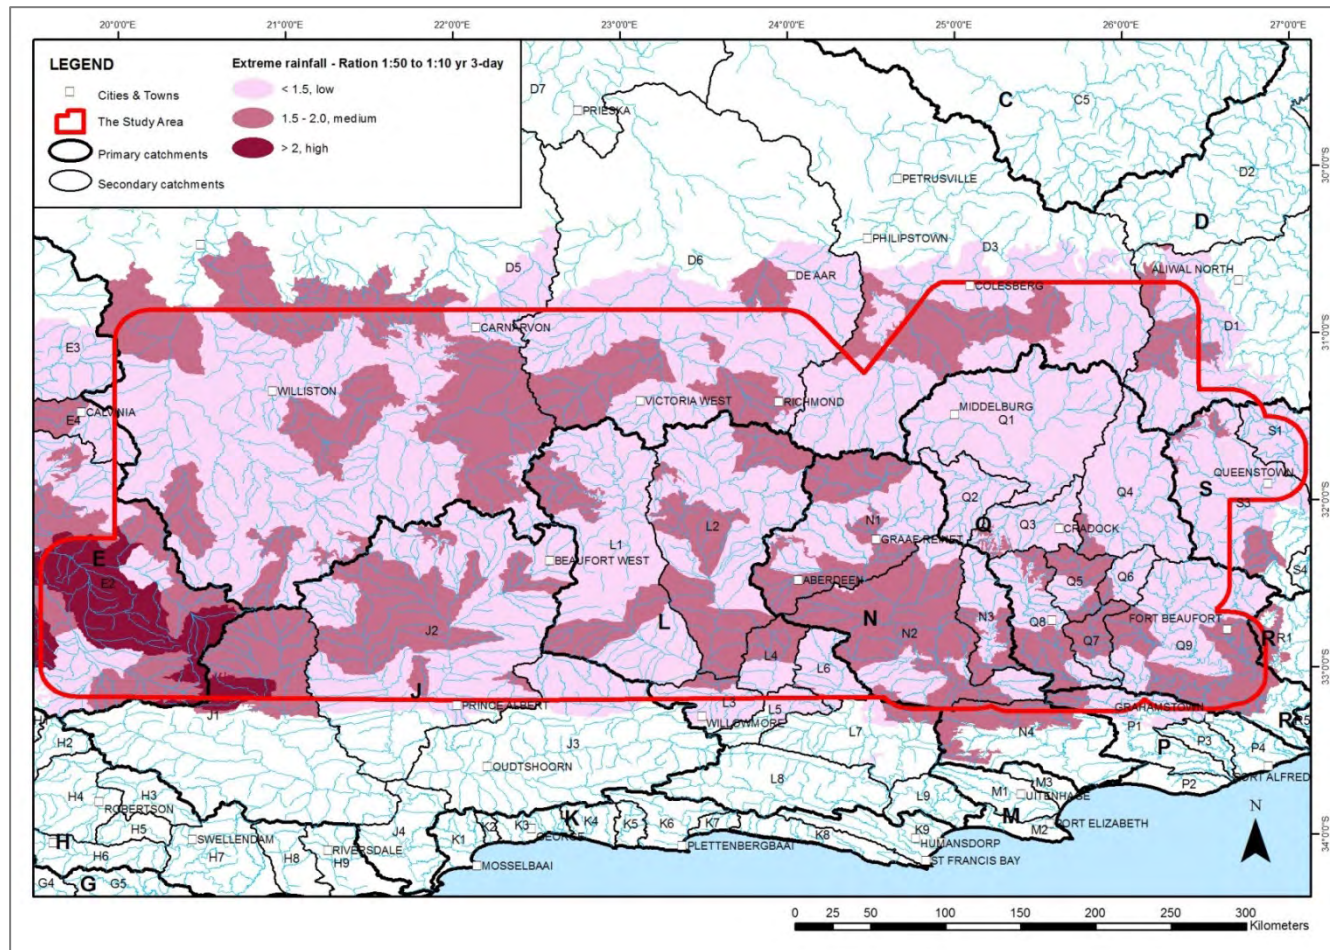 20°0'0"E 21°0'0"E 22°0'0"E 23°0'0"E 24°0'0"E 25°0'0"E 26°0'0"E 27°0'0"E
LEGEND
Cities & Towns
The Study Area
Primary catchments
Secondary catchments
Extreme rainfall - Ration 1:50 to 1:10 yr 3-day
< 1.5, low
1.5 - 2.0, medium
> 2, high
D7
PRIESKA
C
C5
30°0'0"S
PETRUSVILLE
D2
D
PHILIPSTOWN
D3
D5
D6
DE AAR
ALIWAL NORTH
COLESBERG
CARNARVON
D1
31°0'0"S
E3
WILLISTON
VICTORIA WEST
RICHMOND
MIDDELBURG
Q1
CALVINIA
E4
S1
QUEENSTOWN
S
S3
32°0'0"S
Q2
Q4
L2
N1
Q
Q3
CRADOCK
GRAAF REINET
L1
E
BEAUFORT WEST
E2
ABERDEEN
Q5
Q6
S4
J2
L
N
N2
N3
Q8
FORT BEAUFORT
Q7
Q9
R
R1
L4
L6
33°0'0"S
J
PRINCE ALBERT
L3
L5
GRAHAMSTOWN
J1
WILLOWMORE
H1
H2
J3
L7
N4
P1
P3
P
P4
R
R5
OUDTSHOORN
L8
P2
PORT ALFRED
H4
H3
ROBERTSON
L9
M1
M3
UITENHAGE
M
M2
PORT ELIZABETH
N
H5
H
H6
SWELLENDAM
H7
H8
RIVERSDALE
H9
J4
K1
K2
K3
GEORGE
K4
K
K5
K6
K7
K8
K9
HUMANSDORP
PLETTENBERGBAAI
ST FRANCIS BAY
MOSSELBAAI
34°0'0"S
G4
G
G5
0 25 50 100 150 200 250 300
Kilometers